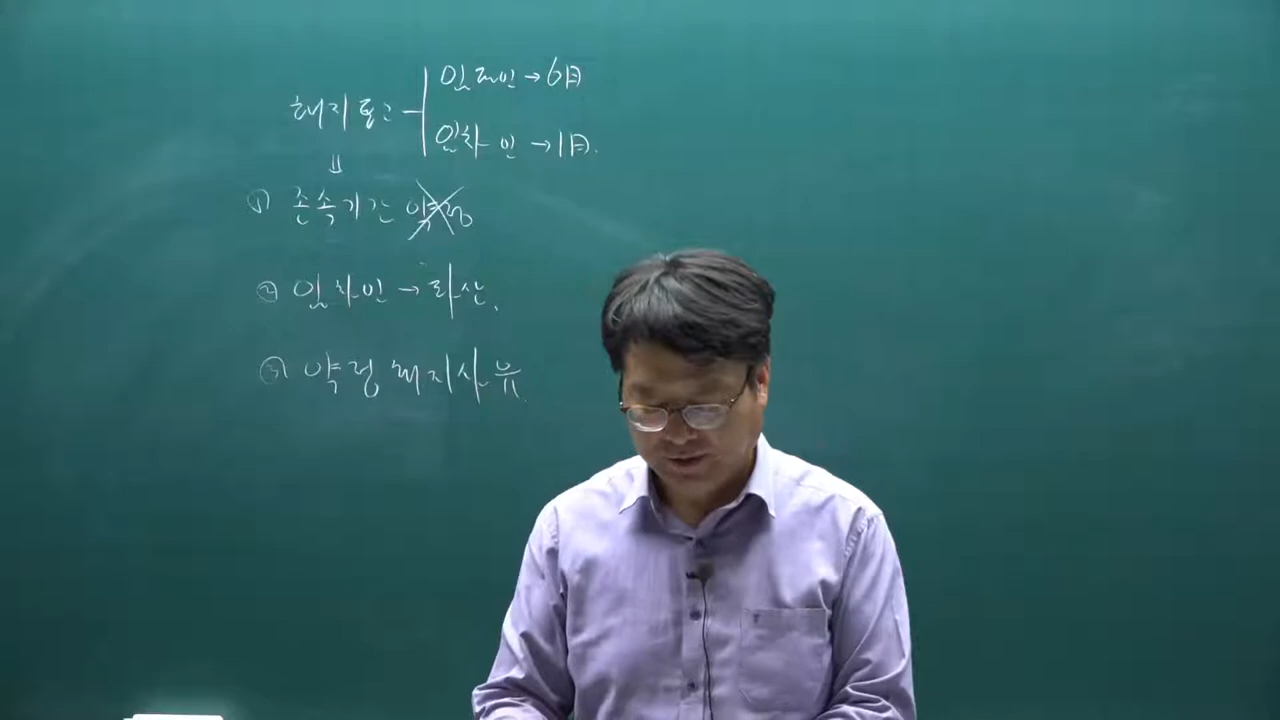 임대인 → 6月
해지통고
임차인 → 1月.
⇓
① 존속기간 약정
② 임차인 → 파산.
③ 약정 해지사유.